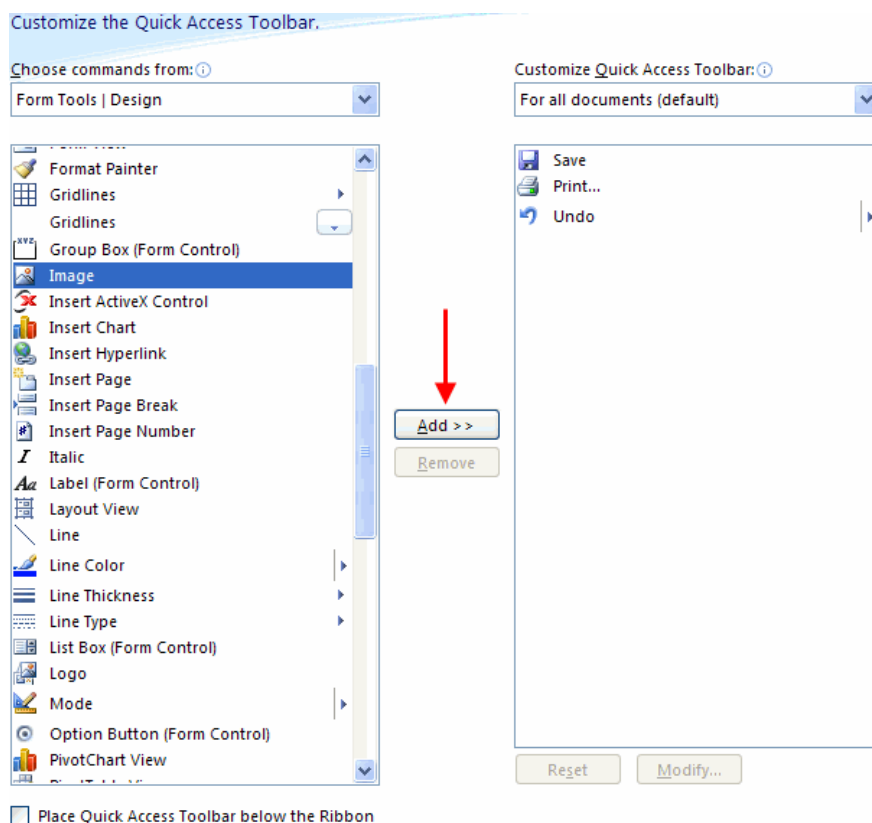 Customize the Quick Access Toolbar.
Choose commands from:
Form Tools | Design
Format Painter
Gridlines
Gridlines
Group Box (Form Control)
Image
Insert ActiveX Control
Insert Chart
Insert Hyperlink
Insert Page
Insert Page Break
Insert Page Number
Italic
Label (Form Control)
Layout View
Line
Line Color
Line Thickness
Line Type
List Box (Form Control)
Logo
Mode
Option Button (Form Control)
PivotChart View
Place Quick Access Toolbar below the Ribbon
Add >>
Remove
Customize Quick Access Toolbar:
For all documents (default)
Save
Print...
Undo
Reset
Modify...